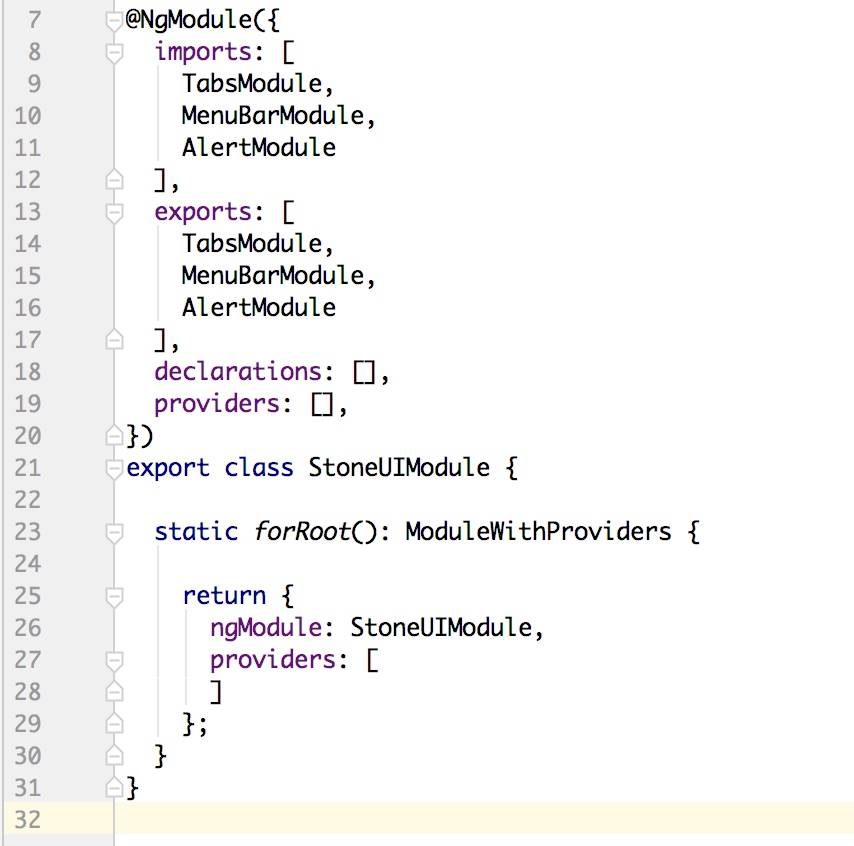 7 @NgModule({
8   imports: [
9     TabsModule,
10     MenuBarModule,
11     AlertModule
12   ],
13   exports: [
14     TabsModule,
15     MenuBarModule,
16     AlertModule
17   ],
18   declarations: [],
19   providers: [],
20 })
21 export class StoneUIModule {
22
23   static forRoot(): ModuleWithProviders {
24
25     return {
26       ngModule: StoneUIModule,
27       providers: [
28       ]
29     };
30   }
31 }
32